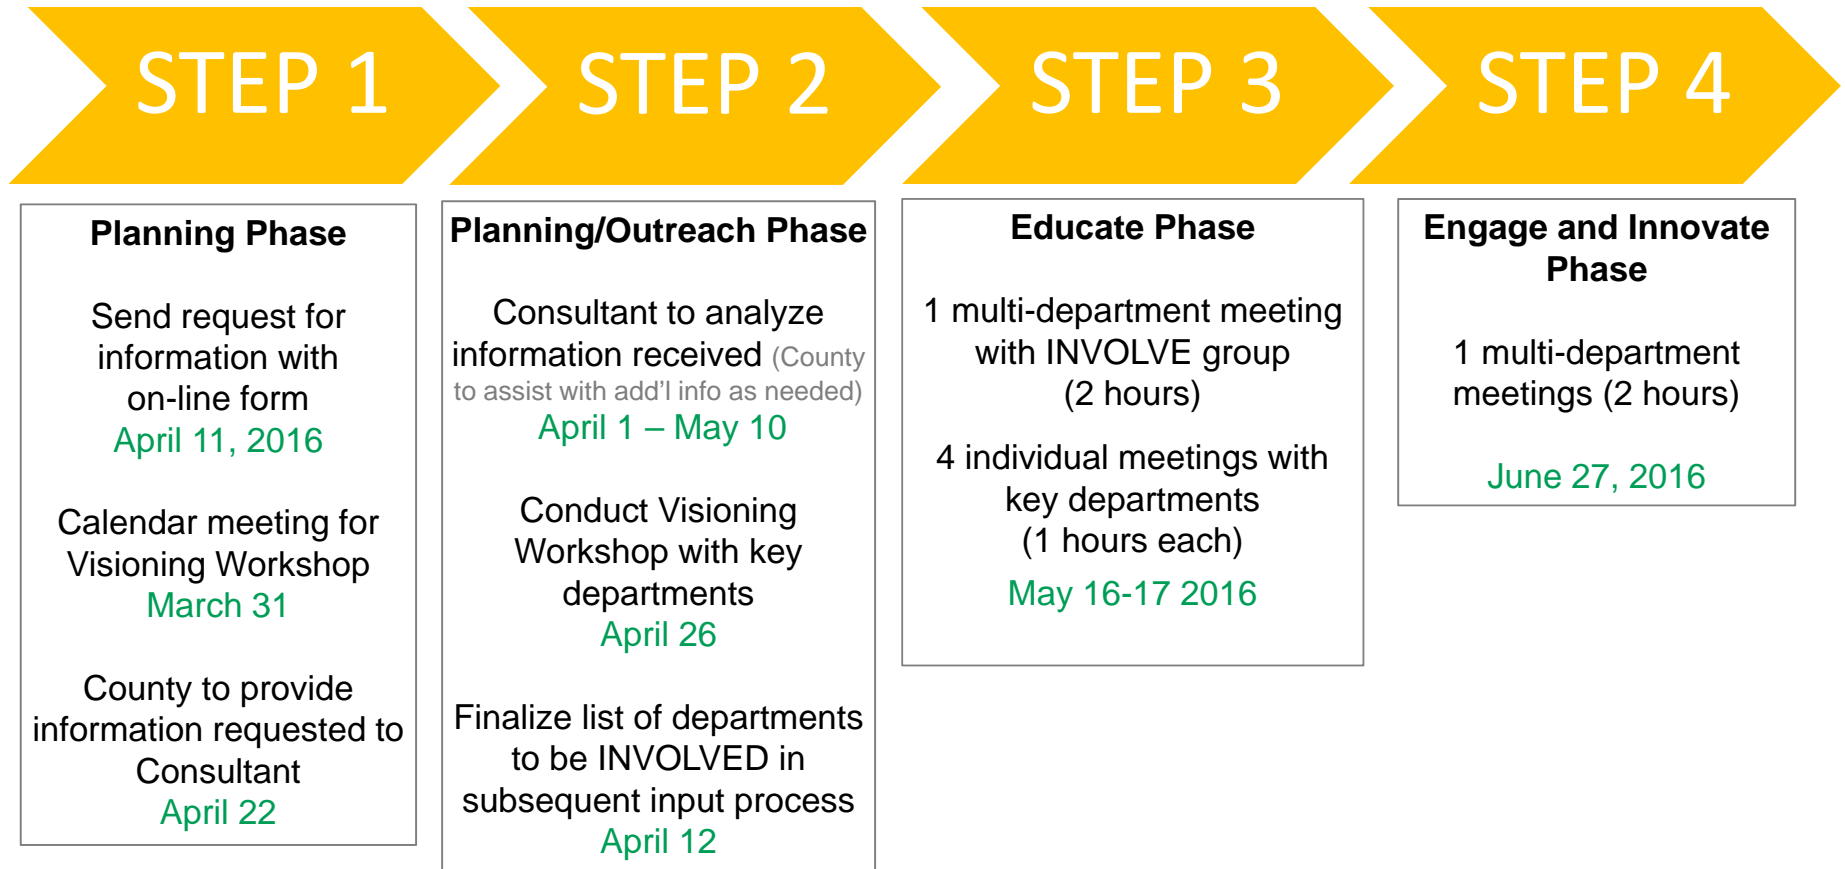 STEP 1
STEP 2
STEP 3
STEP 4
Planning Phase
Send request for
information with
on-line form
April 11, 2016
Calendar meeting for
Visioning Workshop
March 31
County to provide
information requested to
Consultant
April 22
Planning/Outreach Phase
Consultant to analyze
information received (County
to assist with add'l info as needed)
April 1 – May 10
Conduct Visioning
Workshop with key
departments
April 26
Finalize list of departments
to be INVOLVED in
subsequent input process
April 12
Educate Phase
1 multi-department meeting
with INVOLVE group
(2 hours)
4 individual meetings with
key departments
(1 hours each)
May 16-17 2016
Engage and Innovate
Phase
1 multi-department
meetings (2 hours)
June 27, 2016